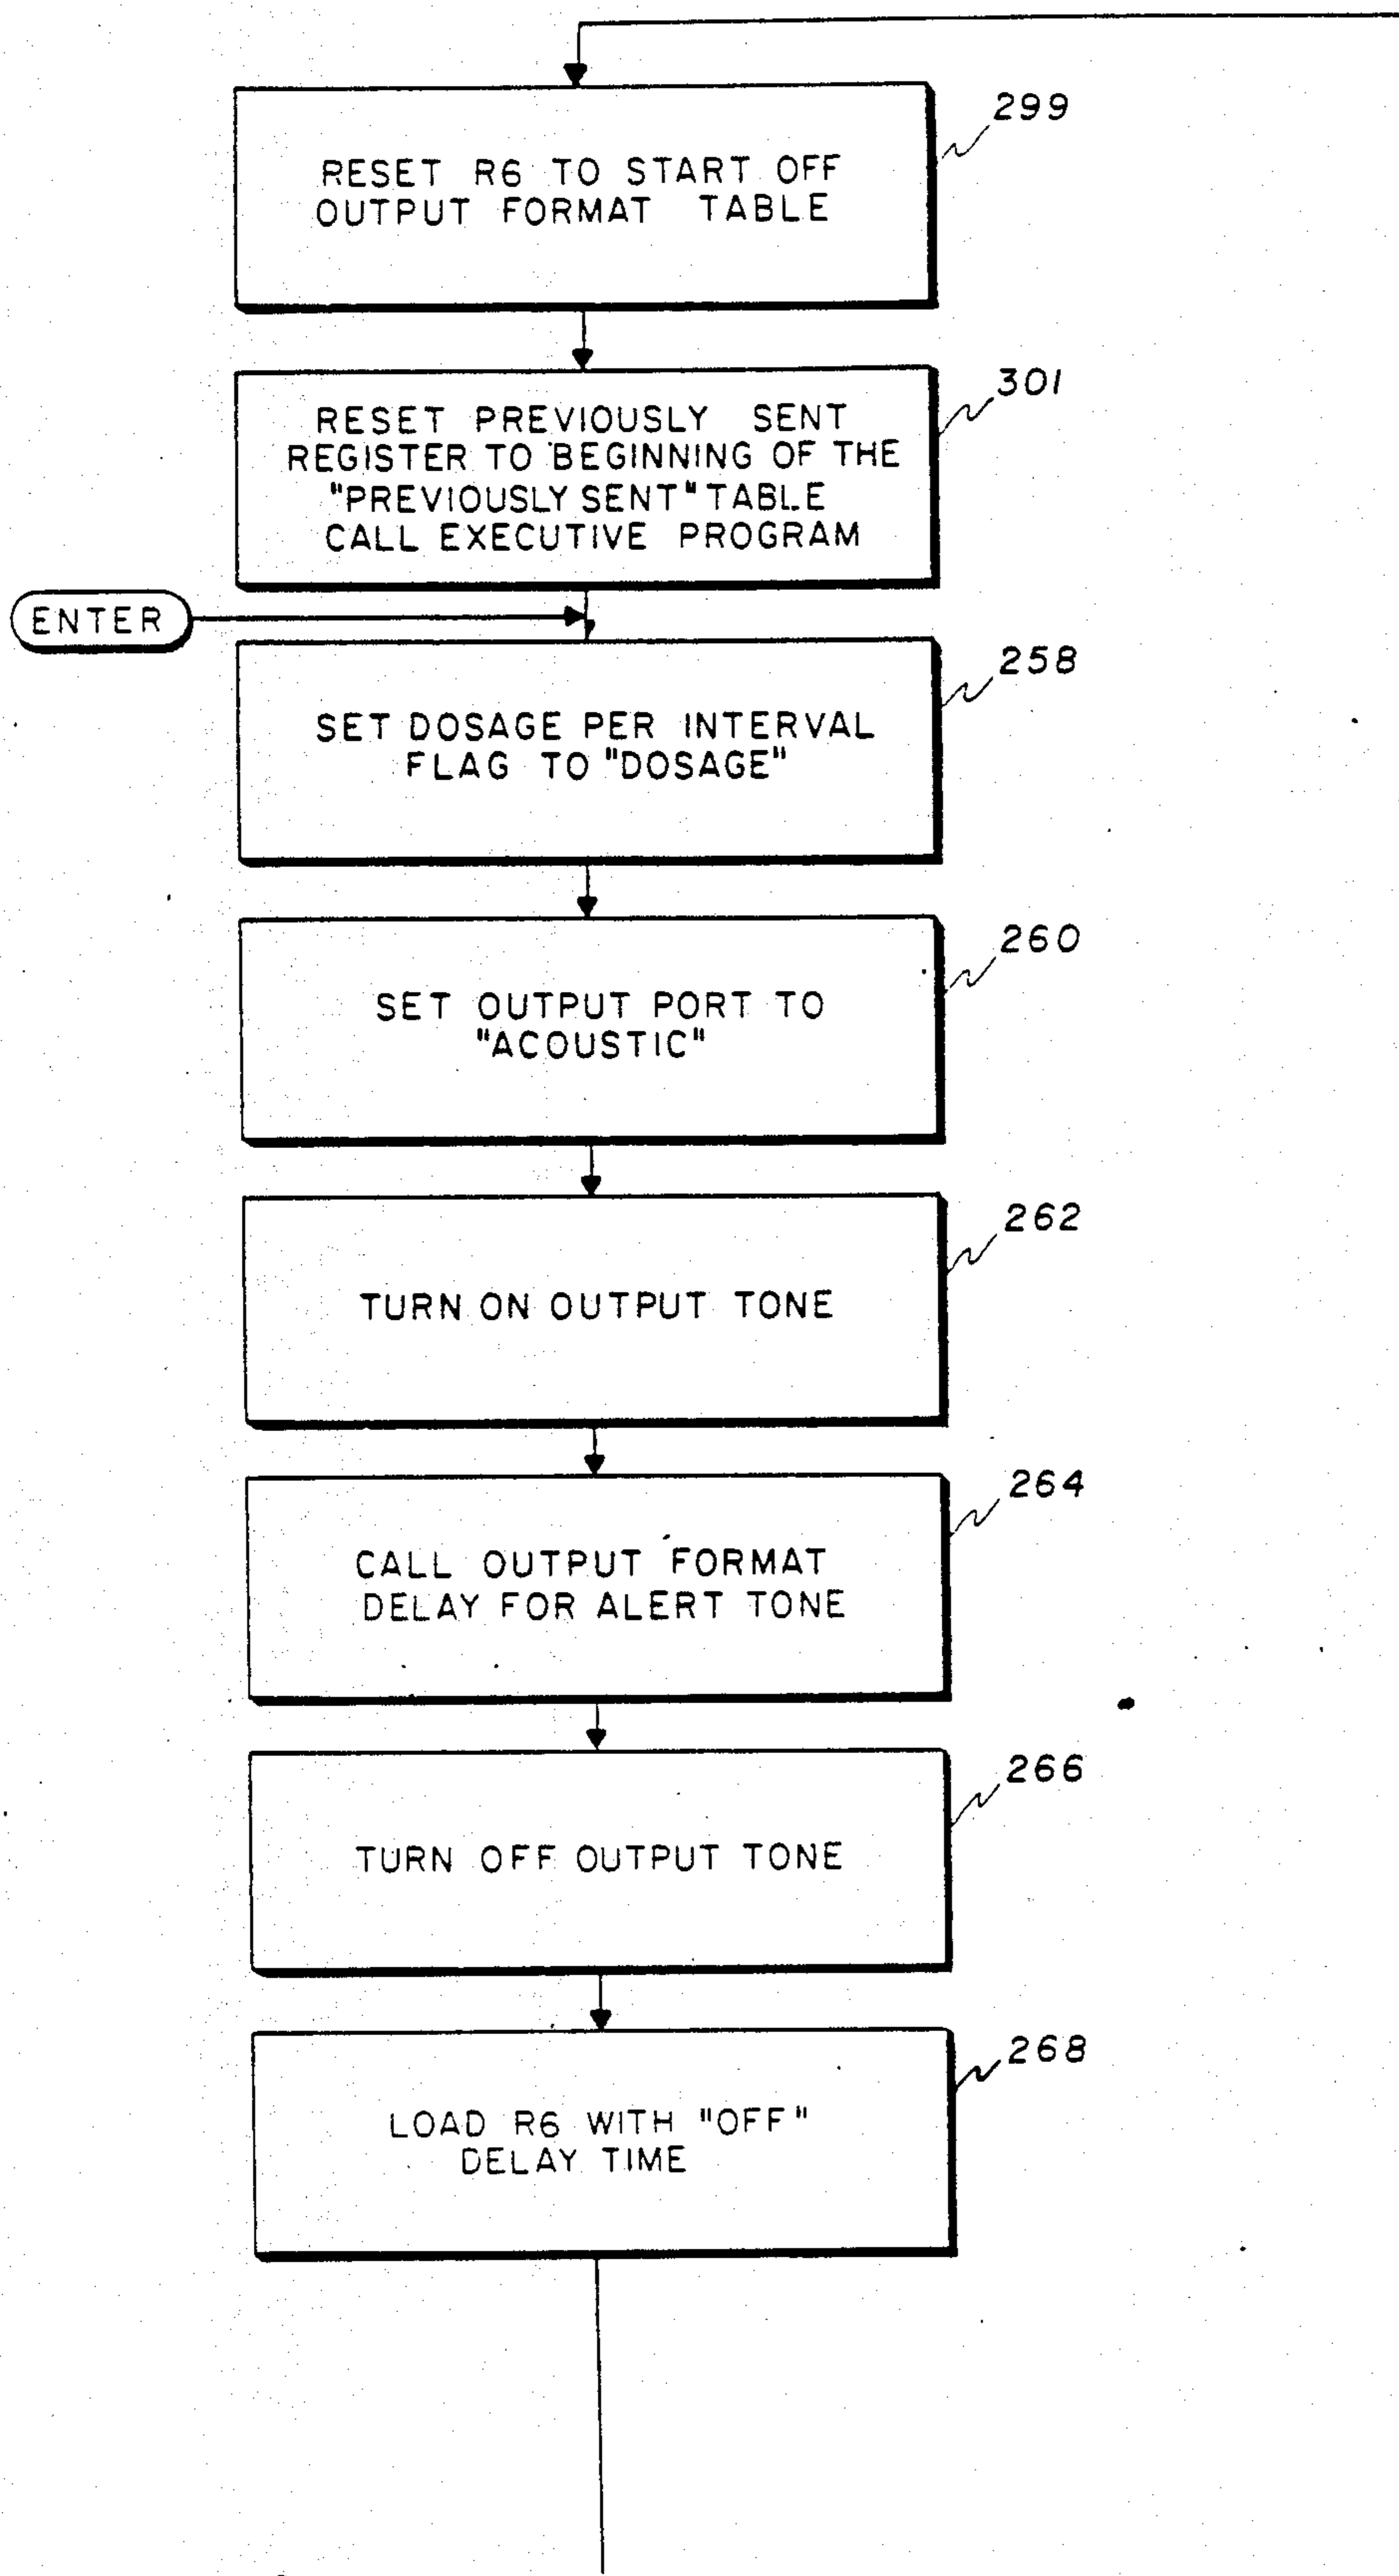 299
RESET R6 TO START OFF
OUTPUT FORMAT TABLE
301
RESET PREVIOUSLY SENT
REGISTER TO BEGINNING OF THE
"PREVIOUSLY SENT" TABLE
CALL EXECUTIVE PROGRAM
ENTER
258
SET DOSAGE PER INTERVAL
FLAG TO "DOSAGE"
260
SET OUTPUT PORT TO
"ACOUSTIC"
262
TURN ON OUTPUT TONE
264
CALL OUTPUT FORMAT
DELAY FOR ALERT TONE
266
TURN OFF OUTPUT TONE
268
LOAD R6 WITH "OFF"
DELAY TIME